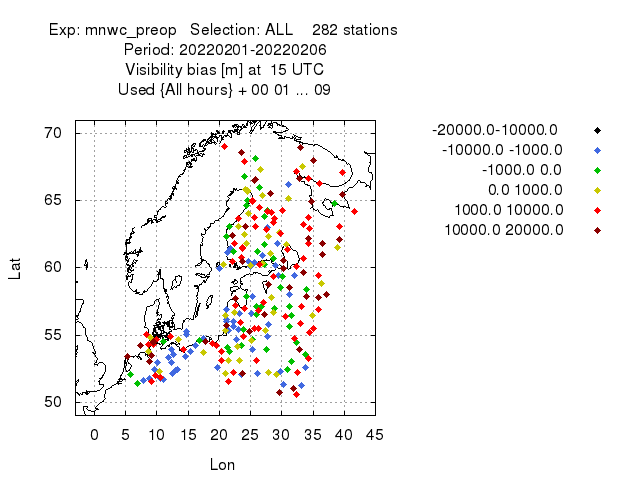 Exp: mnwc_preop Selection: ALL 282 stations
Period: 20220201-20220206
Visibility bias [m] at 15 UTC
Used {All hours} + 00 01 ... 09
-20000.0-10000.0
-10000.0 -1000.0
-1000.0 0.0
0.0 1000.0
1000.0 10000.0
10000.0 20000.0
70
65
60
55
50
Lat
0 5 10 15 20 25 30 35 40 45
Lon